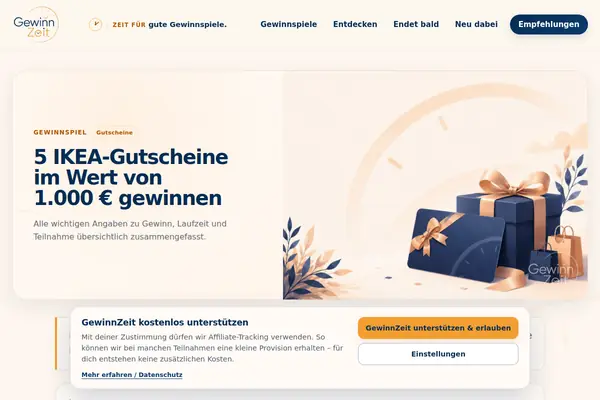 Gewinn
Zeit
ZEIT FÜR gute Gewinnspiele.
Gewinnspiele
Entdecken
Endet bald
Neu dabei
Empfehlungen
GEWINNSPIEL Gutscheine
5 IKEA-Gutscheine
im Wert von
1.000 € gewinnen
Alle wichtigen Angaben zu Gewinn, Laufzeit und
Teilnahme übersichtlich zusammengefasst.
Gewinn
Zeit
GewinnZeit kostenlos unterstützen
Mit deiner Zustimmung dürfen wir Affiliate-Tracking verwenden. So
können wir bei manchen Teilnahmen eine kleine Provision erhalten – für
dich entstehen keine zusätzlichen Kosten.
Mehr erfahren / Datenschutz
GewinnZeit unterstützen & erlauben
Einstellungen